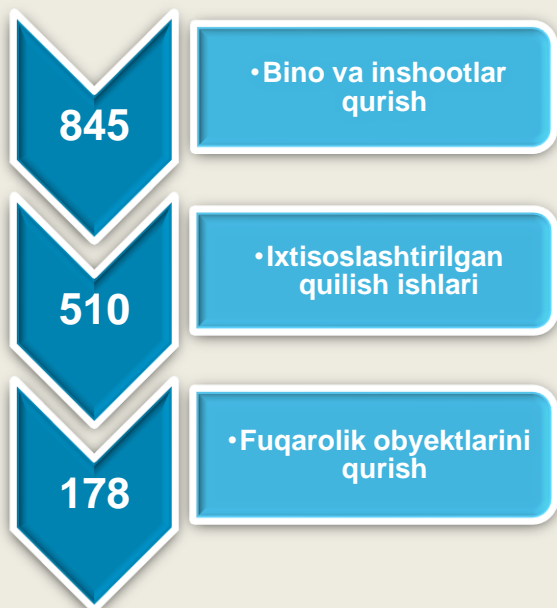 845
•Bino va inshootlar
qurish
510
•Ixtisoslashtirilgan
quilish ishlari
178
•Fuqarolik obyektlarini
qurish